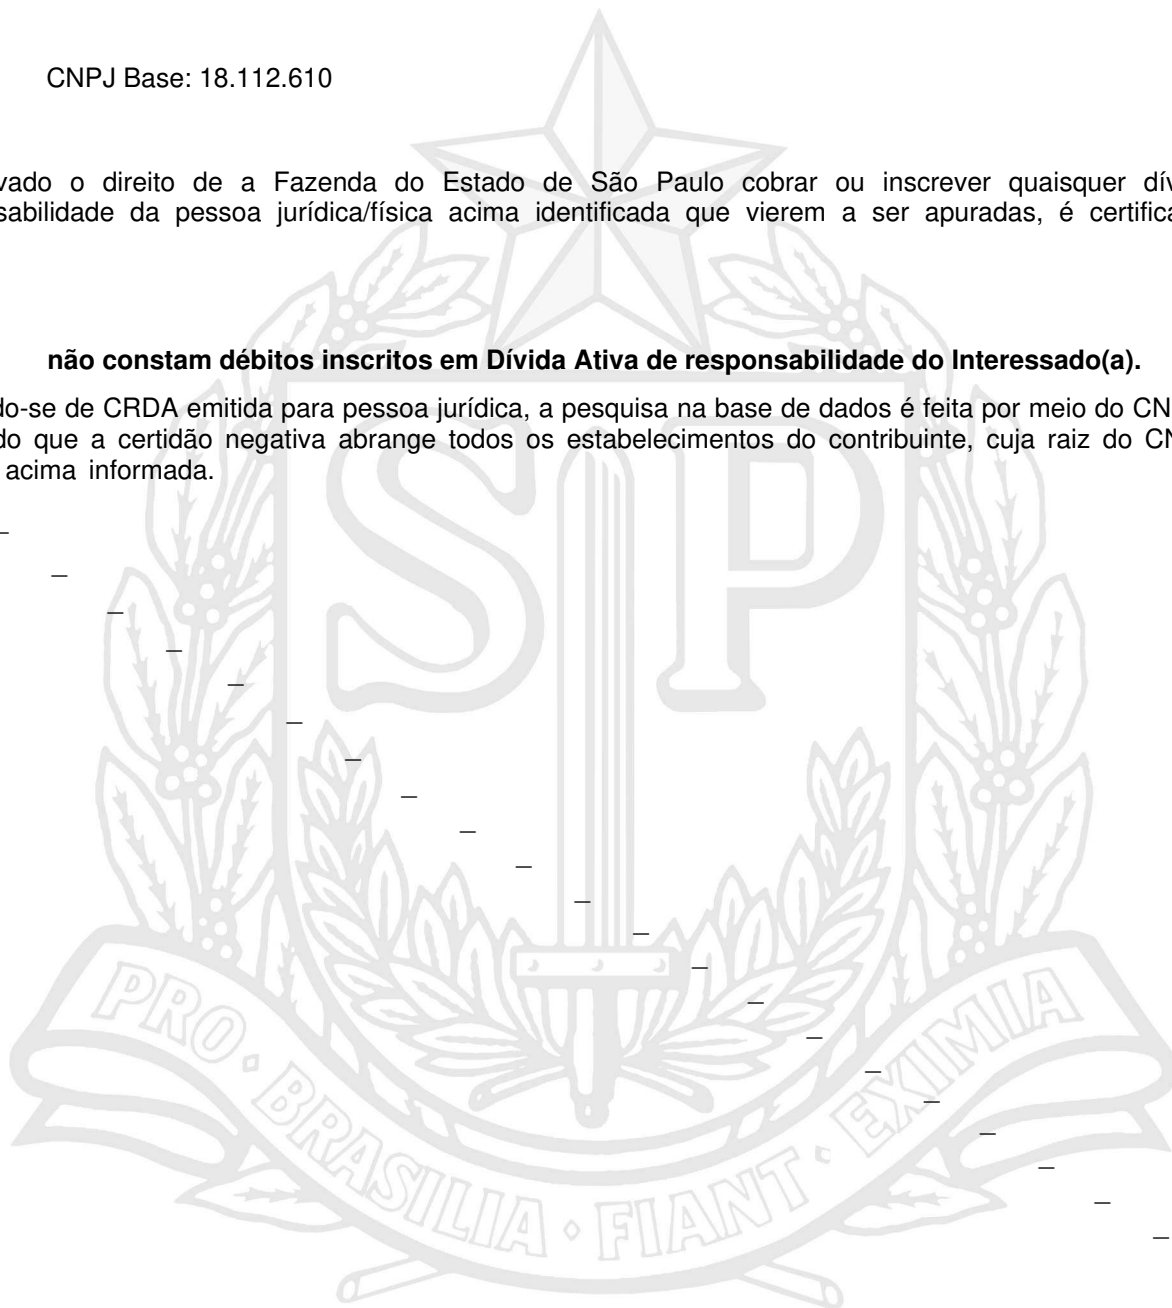 CNPJ Base: 18.112.610
vado o direito de a Fazenda do Estado de São Paulo cobrar ou inscrever quaisquer dív
sabilidade da pessoa jurídica/física acima identificada que vierem a ser apuradas, é certifica
não constam débitos inscritos em Dívida Ativa de responsabilidade do Interessado(a).
do-se de CRDA emitida para pessoa jurídica, a pesquisa na base de dados é feita por meio do CN
do que a certidão negativa abrange todos os estabelecimentos do contribuinte, cuja raiz do CN
acima informada.
SP
PRO • BRASILIA • FIANT • EXIMIA